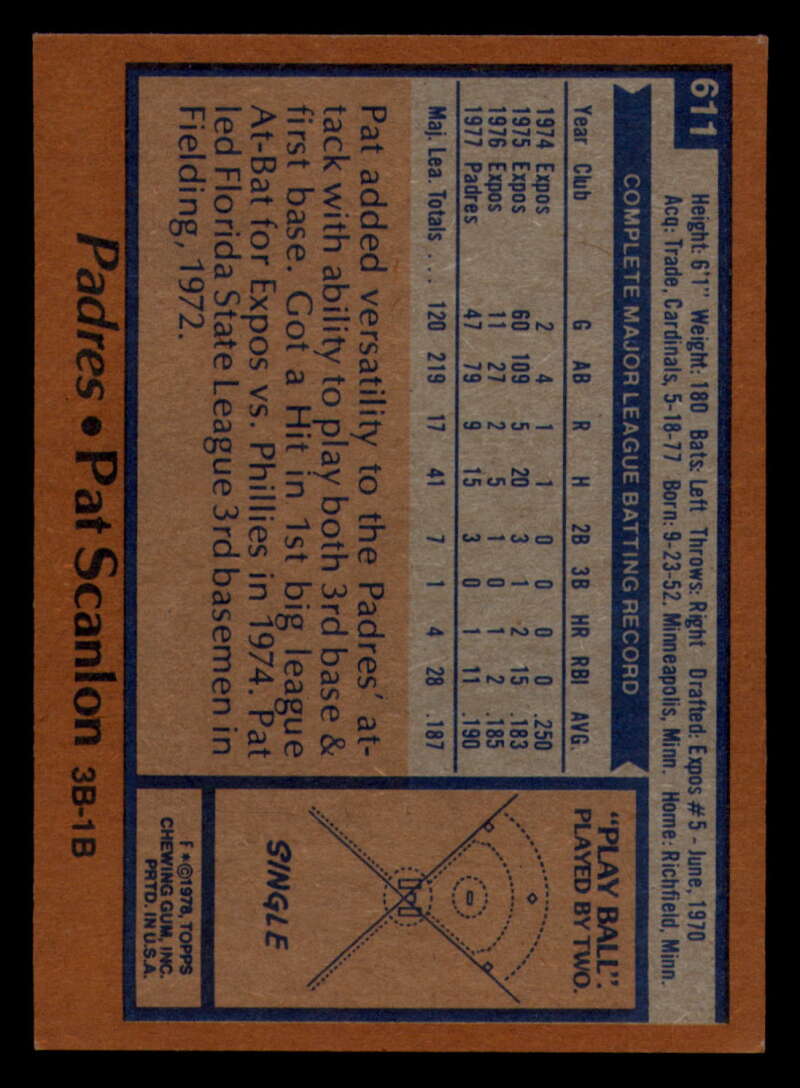 611
Height: 6'1" Weight: 180 Bats: Left Throws: Right Drafted: Expos #5 - June, 1970
Acq: Trade, Cardinals, 5-18-77 Born: 9-23-52, Minneapolis, Minn. Home: Richfield, Minn.
COMPLETE MAJOR LEAGUE BATTING RECORD
Year Club G AB R H 2B 3B HR RBI AVG.
1974 Expos 2 4 1 1 0 0 0 0 .250
1975 Expos 60 109 5 20 3 1 2 15 .183
1976 Expos 11 27 2 5 1 0 1 2 .185
1977 Padres 47 79 9 15 3 0 1 11 .190
Maj. Lea. Totals .... 120 219 17 41 7 1 4 28 .187
Pat added versatility to the Padres' at-
tack with ability to play both 3rd base &
first base. Got a Hit in 1st big league
At-Bat for Expos vs. Phillies in 1974. Pat
led Florida State League 3rd basemen in
Fielding, 1972.
"PLAY BALL".
PLAYED BY TWO.
SINGLE
F*©1978, TOPPS
CHEWING GUM, INC.
PRTD. IN U.S.A.
Padres • Pat Scanlon 3B-1B